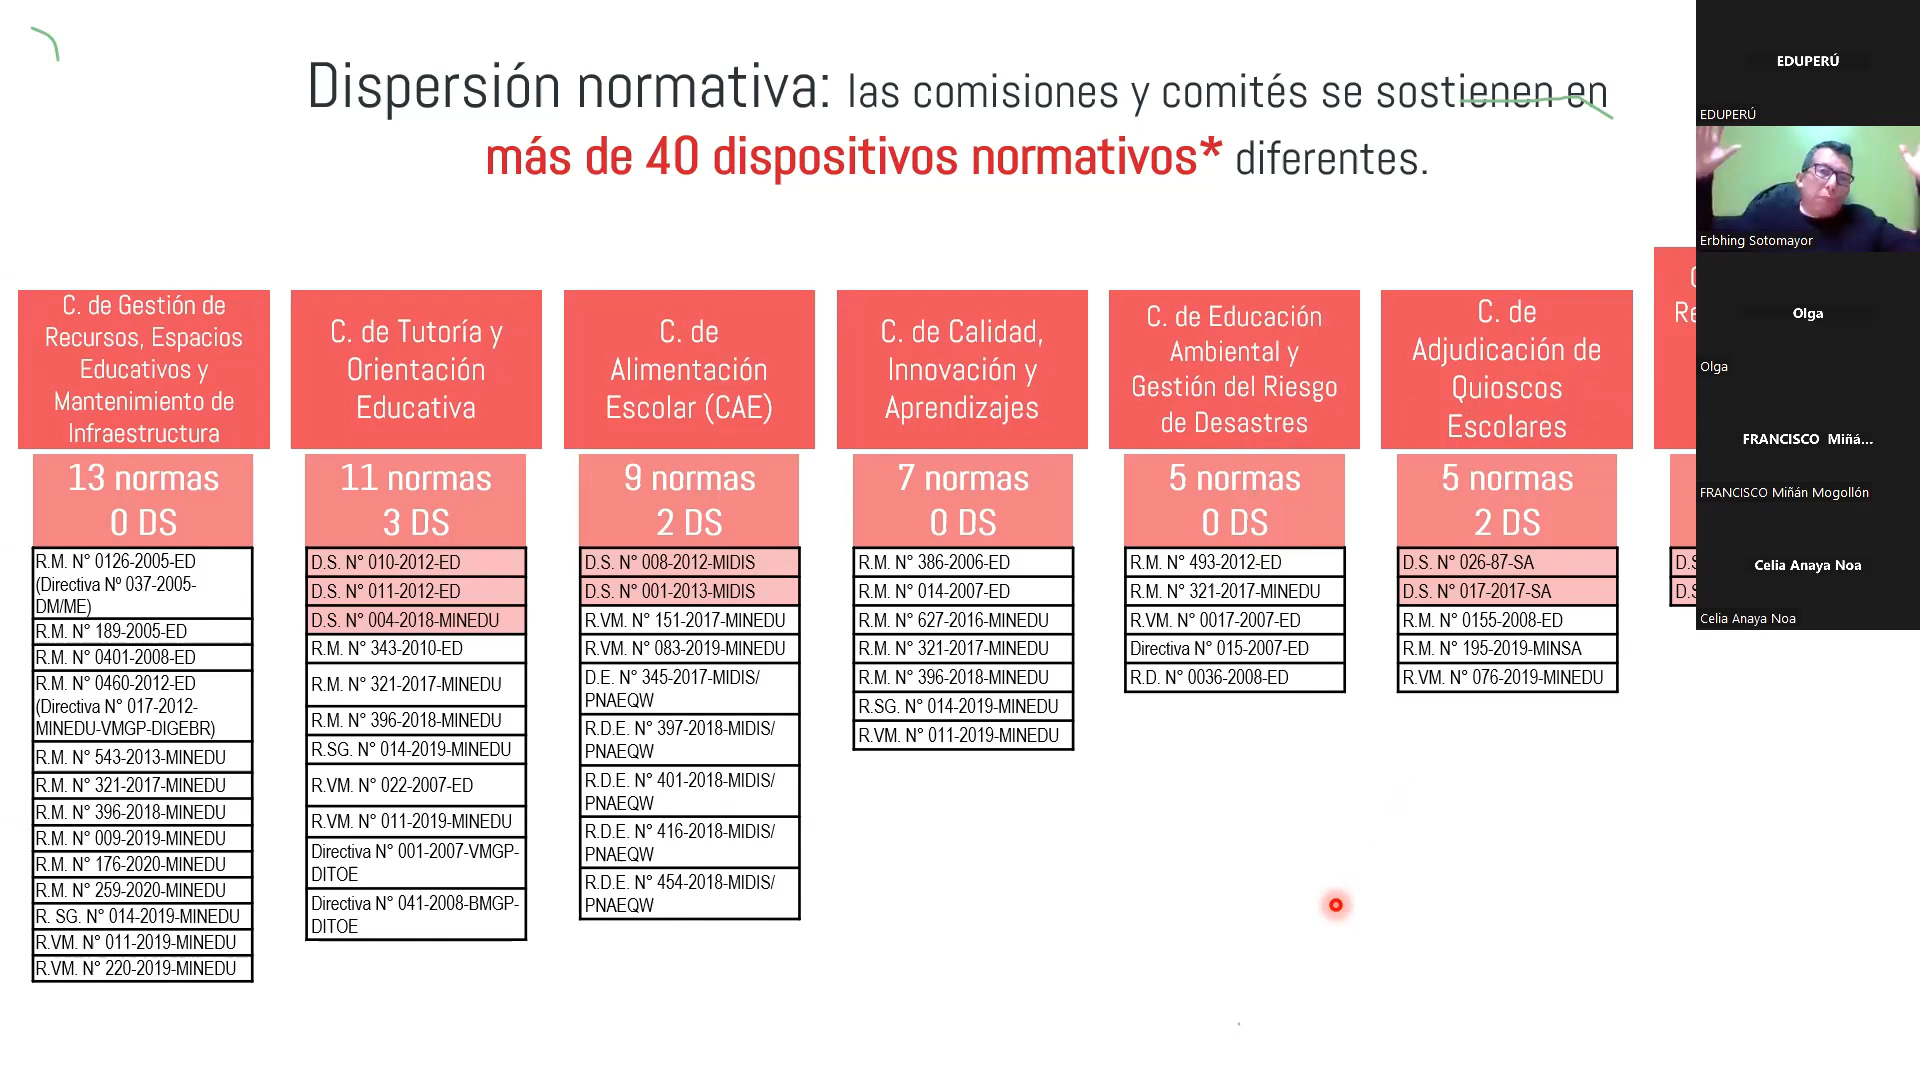 Dispersión normativa: las comisiones y comités se sostienen en
más de 40 dispositivos normativos* diferentes.
C. de Gestión de
Recursos, Espacios
Educativos y
Mantenimiento de
Infraestructura
13 normas
0 DS
R.M. N° 0126-2005-ED
(Directiva Nº 037-2005-
DM/ME)
R.M. N° 189-2005-ED
R.M. N° 0401-2008-ED
R.M. N° 0460-2012-ED
(Directiva N° 017-2012-
MINEDU-VMGP-DIGEBR)
R.M. N° 543-2013-MINEDU
R.M. N° 321-2017-MINEDU
R.M. N° 396-2018-MINEDU
R.M. N° 009-2019-MINEDU
R.M. N° 176-2020-MINEDU
R.M. N° 259-2020-MINEDU
R. SG. N° 014-2019-MINEDU
R.VM. N° 011-2019-MINEDU
R.VM. N° 220-2019-MINEDU
C. de Tutoría y
Orientación
Educativa
11 normas
3 DS
D.S. N° 010-2012-ED
D.S. N° 011-2012-ED
D.S. N° 004-2018-MINEDU
R.M. N° 343-2010-ED
R.M. N° 321-2017-MINEDU
R.M. N° 396-2018-MINEDU
R.SG. N° 014-2019-MINEDU
R.VM. N° 022-2007-ED
R.VM. N° 011-2019-MINEDU
Directiva N° 001-2007-VMGP-
DITOE
Directiva N° 041-2008-BMGP-
DITOE
C. de
Alimentación
Escolar (CAE)
9 normas
2 DS
D.S. N° 008-2012-MIDIS
D.S. N° 001-2013-MIDIS
R.VM. N° 151-2017-MINEDU
R.VM. N° 083-2019-MINEDU
D.E. N° 345-2017-MIDIS/
PNAEQW
R.D.E. N° 397-2018-MIDIS/
PNAEQW
R.D.E. N° 401-2018-MIDIS/
PNAEQW
R.D.E. N° 416-2018-MIDIS/
PNAEQW
R.D.E. N° 454-2018-MIDIS/
PNAEQW
C. de Calidad,
Innovación y
Aprendizajes
7 normas
0 DS
R.M. N° 386-2006-ED
R.M. N° 014-2007-ED
R.M. N° 627-2016-MINEDU
R.M. N° 321-2017-MINEDU
R.M. N° 396-2018-MINEDU
R.SG. N° 014-2019-MINEDU
R.VM. N° 011-2019-MINEDU
C. de Educación
Ambiental y
Gestión del Riesgo
de Desastres
5 normas
0 DS
R.M. N° 493-2012-ED
R.M. N° 321-2017-MINEDU
R.VM. N° 0017-2007-ED
Directiva N° 015-2007-ED
R.D. N° 0036-2008-ED
C. de
Adjudicación de
Quioscos
Escolares
5 normas
2 DS
D.S. N° 026-87-SA
D.S. N° 017-2017-SA
R.M. N° 0155-2008-ED
R.M. N° 195-2019-MINSA
R.VM. N° 076-2019-MINEDU
EDUPERÚ
EDUPERÚ
Erbhing Sotomayor
Olga
Olga
FRANCISCO Miñá...
FRANCISCO Miñán Mogollón
Celia Anaya Noa
Celia Anaya Noa